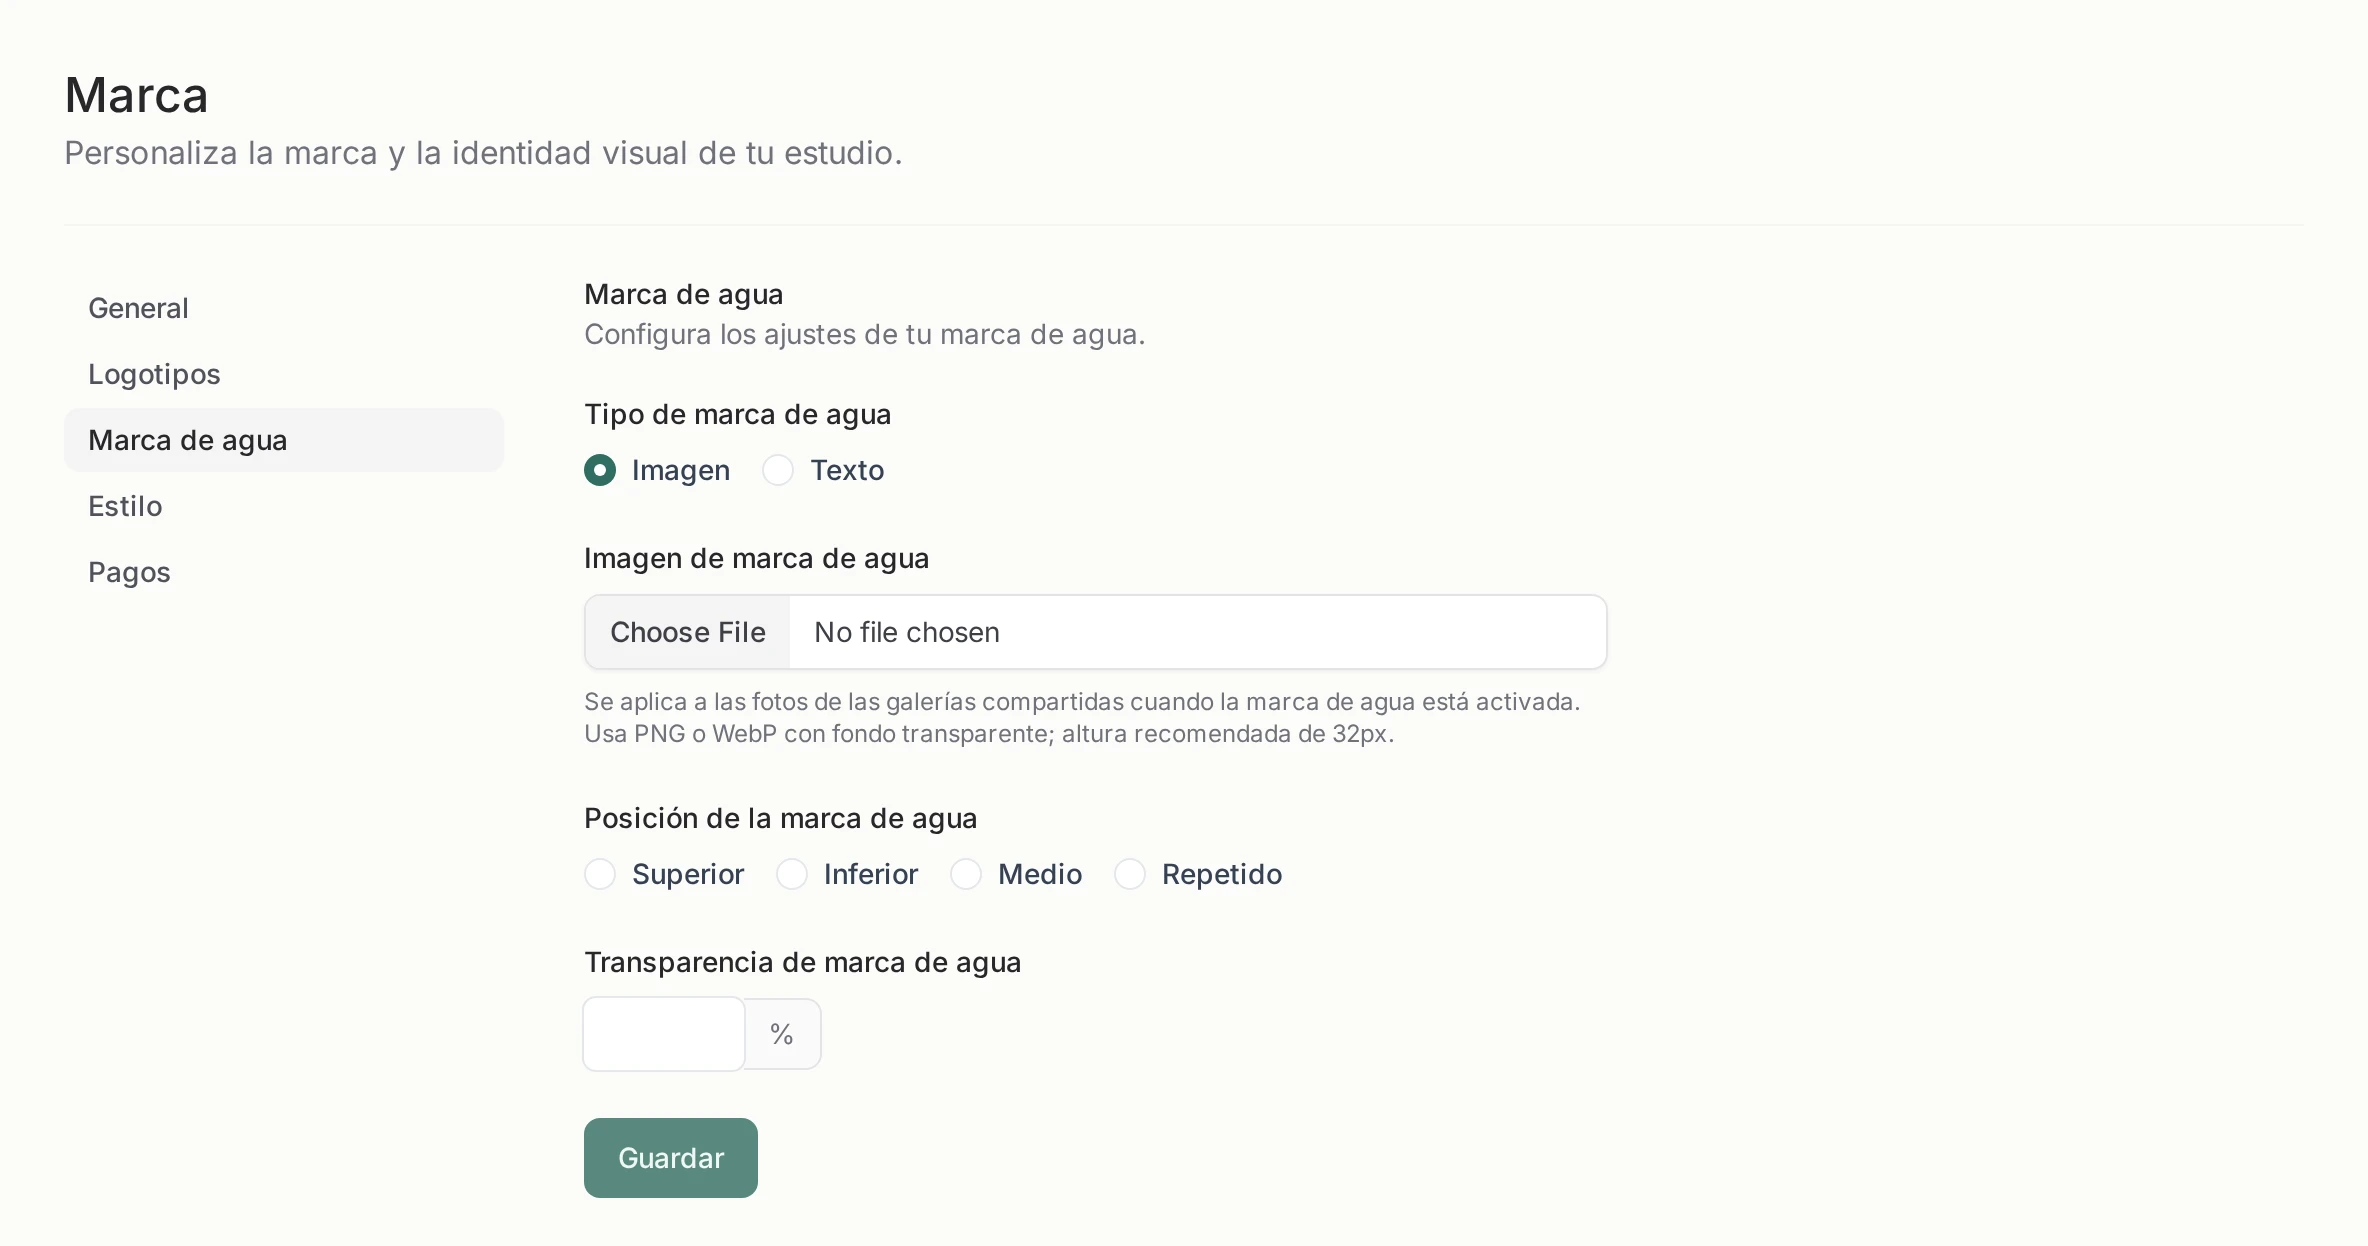 Marca
Personaliza la marca y la identidad visual de tu estudio.
General
Logotipos
Marca de agua
Estilo
Pagos
Marca de agua
Configura los ajustes de tu marca de agua.
Tipo de marca de agua
Imagen Texto
Imagen de marca de agua
Choose File No file chosen
Se aplica a las fotos de las galerías compartidas cuando la marca de agua está activada.
Usa PNG o WebP con fondo transparente; altura recomendada de 32px.
Posición de la marca de agua
Superior Inferior Medio Repetido
Transparencia de marca de agua
%
Guardar